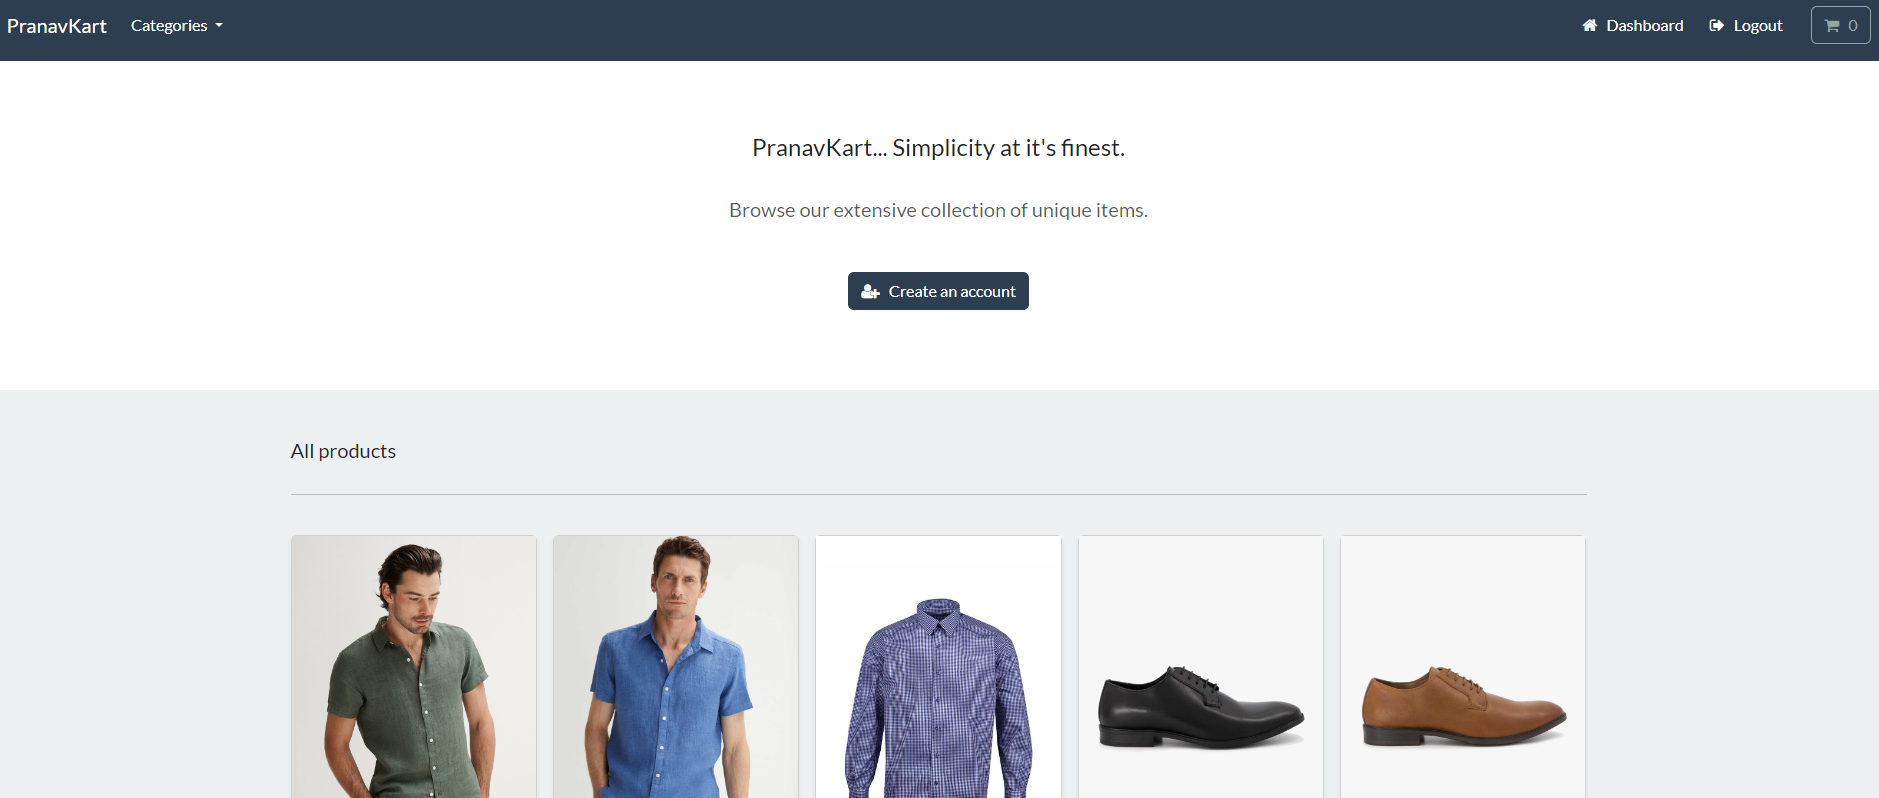 PranavKart Categories Dashboard Logout 0
PranavKart... Simplicity at it's finest.
Browse our extensive collection of unique items.
Create an account
All products